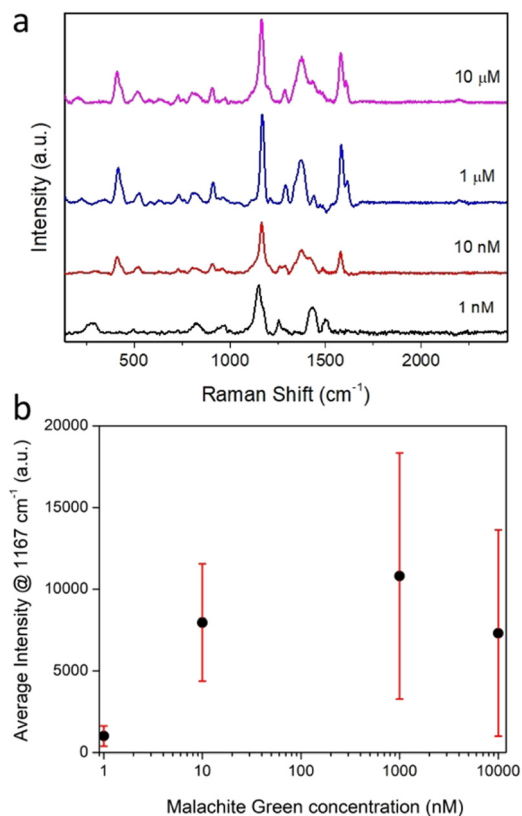 a
10 μM
1 μM
10 nM
1 nM
Intensity (a.u.)
500 1000 1500 2000
Raman Shift (cm⁻¹)
b
20000
15000
10000
5000
0
Average Intensity @ 1167 cm⁻¹ (a.u.)
1 10 100 1000 10000
Malachite Green concentration (nM)